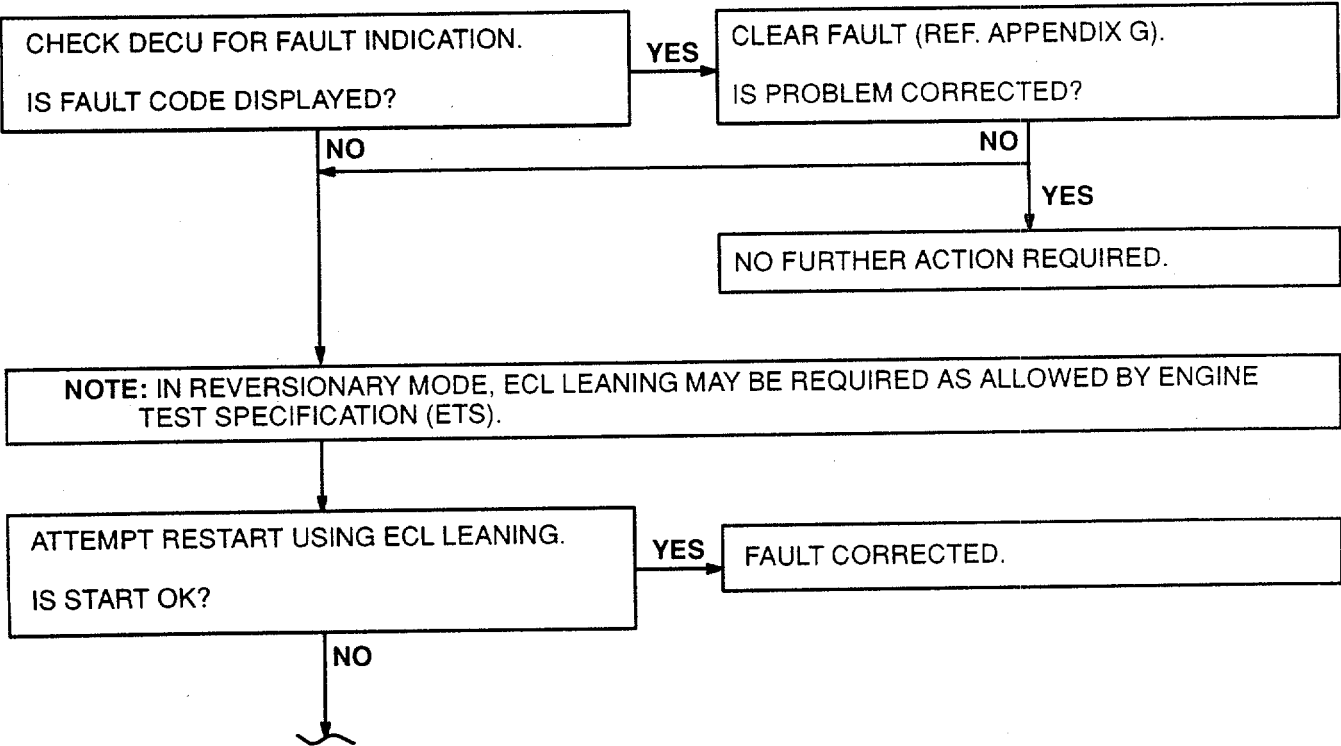 CHECK DECU FOR FAULT INDICATION.
IS FAULT CODE DISPLAYED?
YES
CLEAR FAULT (REF. APPENDIX G).
IS PROBLEM CORRECTED?
NO
NO
YES
NO FURTHER ACTION REQUIRED.
NOTE: IN REVERSIONARY MODE, ECL LEANING MAY BE REQUIRED AS ALLOWED BY ENGINE
TEST SPECIFICATION (ETS).
ATTEMPT RESTART USING ECL LEANING.
IS START OK?
YES
FAULT CORRECTED.
NO